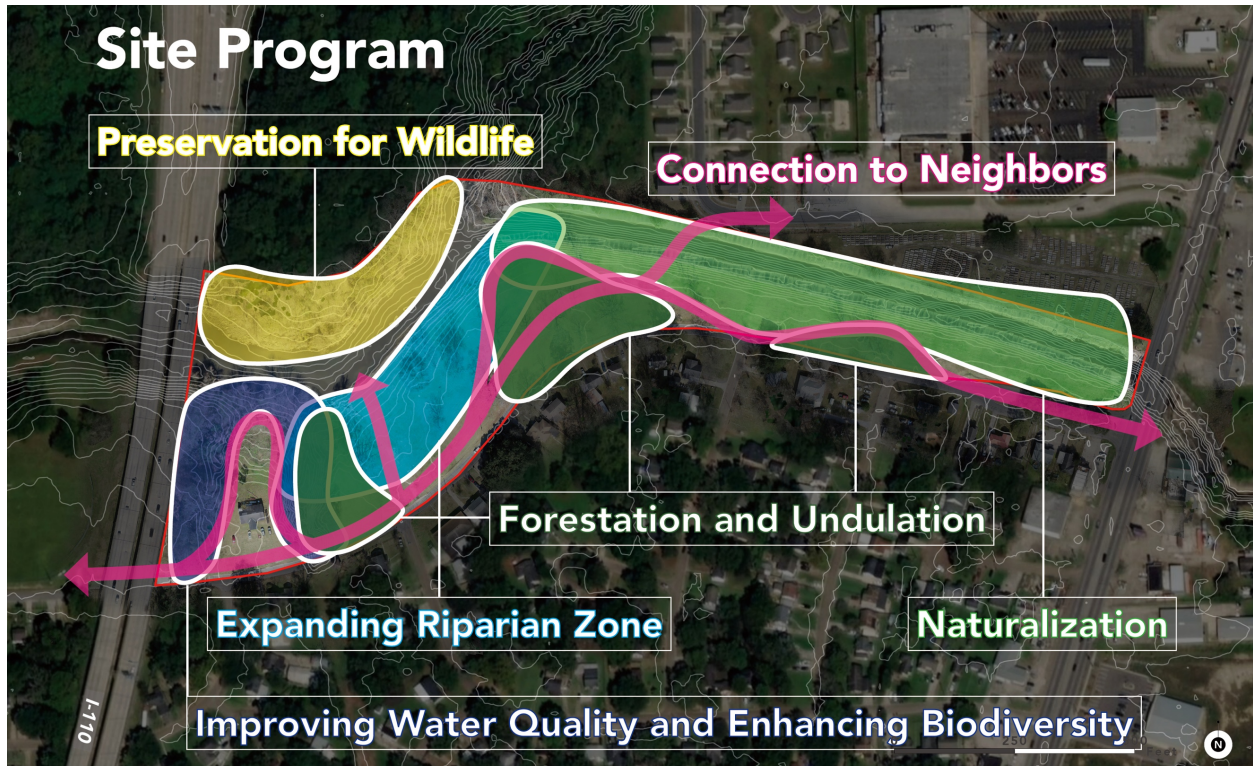 Site Program
Preservation for Wildlife
Connection to Neighbors
Forestation and Undulation
Expanding Riparian Zone
Naturalization
I-110
Improving Water Quality and Enhancing Biodiversity
250
N